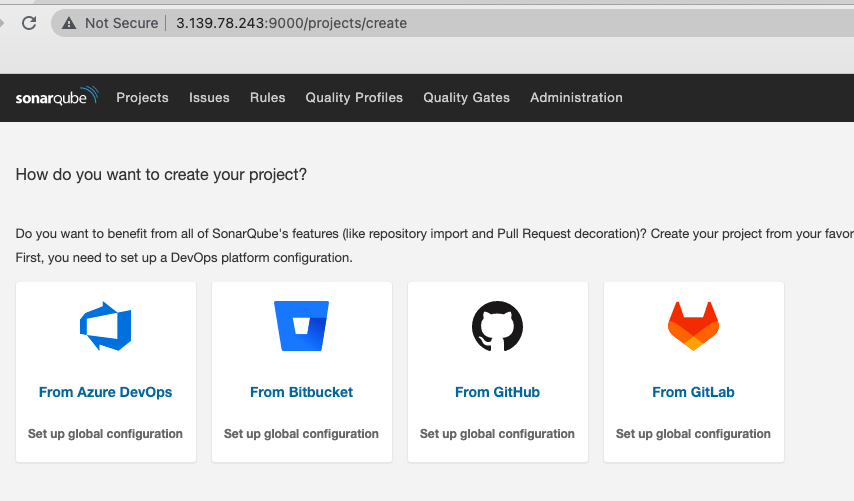 Not Secure | 3.139.78.243:9000/projects/create
sonarqube Projects Issues Rules Quality Profiles Quality Gates Administration
How do you want to create your project?
Do you want to benefit from all of SonarQube's features (like repository import and Pull Request decoration)? Create your project from your favor
First, you need to set up a DevOps platform configuration.
From Azure DevOps From Bitbucket From GitHub From GitLab
Set up global configuration Set up global configuration Set up global configuration Set up global configuration